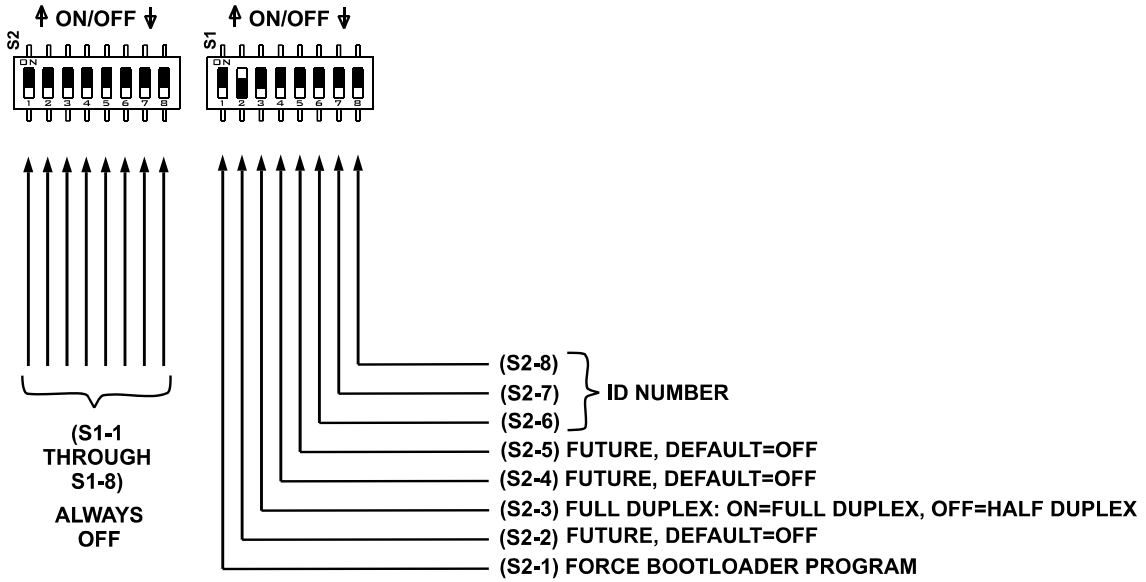 ON/OFF
ON/OFF
S2
S1
ON
ON
1 2 3 4 5 6 7 8
1 2 3 4 5 6 7 8
(S2-8)
(S2-7)
ID NUMBER
(S2-6)
(S2-5) FUTURE, DEFAULT=OFF
(S2-4) FUTURE, DEFAULT=OFF
(S2-3) FULL DUPLEX: ON=FULL DUPLEX, OFF=HALF DUPLEX
(S2-2) FUTURE, DEFAULT=OFF
(S2-1) FORCE BOOTLOADER PROGRAM
(S1-1
THROUGH
S1-8)
ALWAYS
OFF